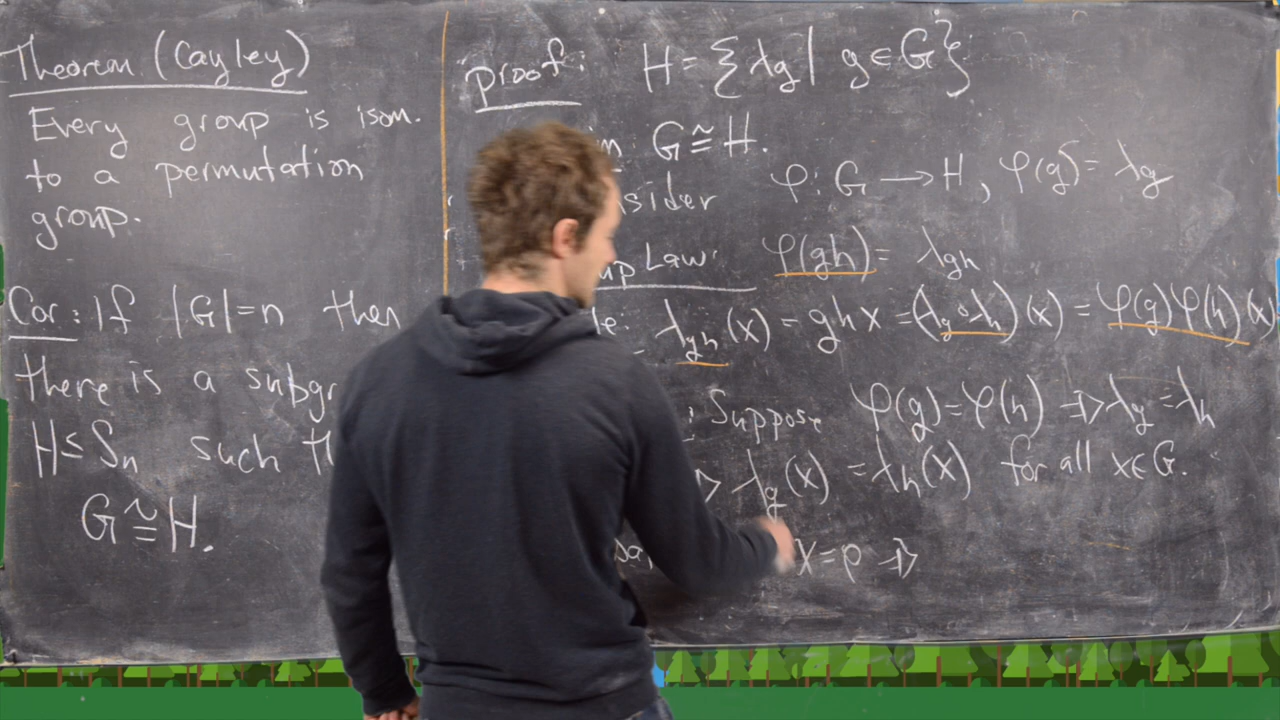 Theorem (Cayley)
Every group is isom.
to a permutation
group.
Cor: If |G|=n then
there is a subgr
H≤Sn such th
G≅H.
Proof: H={λg| g∈G}
G≅H.
φ:G→H, φ(g)=λg
Law: φ(gh)= λgh
λgh(x)=ghx=(λg∘λh)(x)=φ(g)φ(h)(x)
: Suppose φ(g)=φ(h) ⇒λg=λh
λg(x)=λh(x) for all x∈G.
x=e ⇒